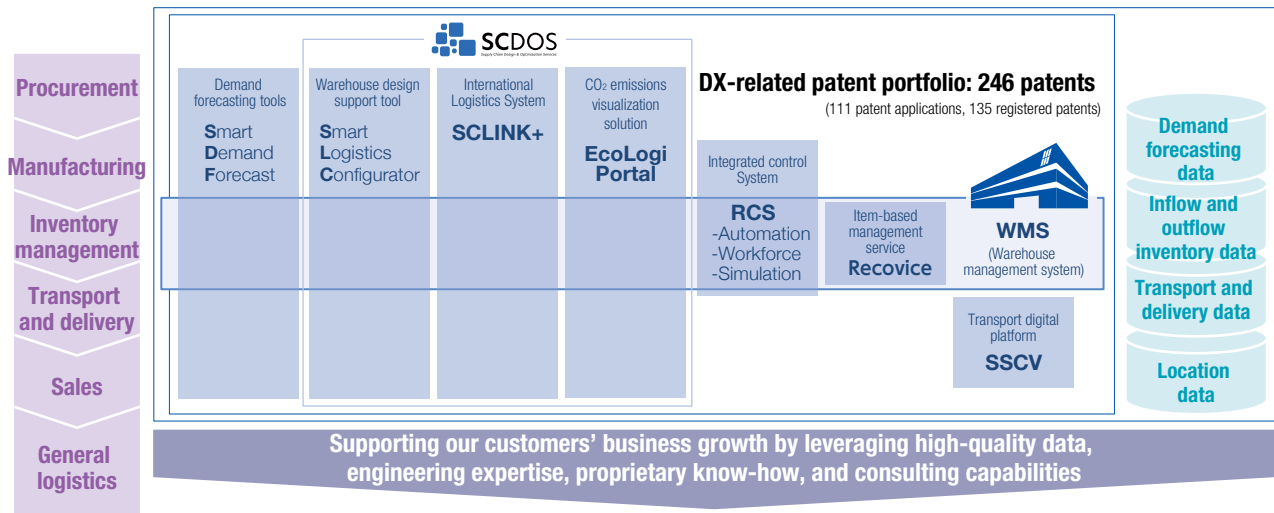 SCDOS
Supply Chain Design & Optimization Services
Procurement
Manufacturing
Inventory
management
Transport
and delivery
Sales
General
logistics
Demand
forecasting tools
Smart
Demand
Forecast
Warehouse design
support tool
Smart
Logistics
Configurator
International
Logistics System
SCLINK+
CO₂ emissions
visualization
solution
EcoLogi
Portal
DX-related patent portfolio: 246 patents
(111 patent applications, 135 registered patents)
Integrated control
System
RCS
-Automation
-Workforce
-Simulation
Item-based
management
service
Recovice
WMS
(Warehouse
management system)
Transport digital
platform
SSCV
Demand
forecasting
data
Inflow and
outflow
inventory data
Transport and
delivery data
Location
data
Supporting our customers’ business growth by leveraging high-quality data,
engineering expertise, proprietary know-how, and consulting capabilities